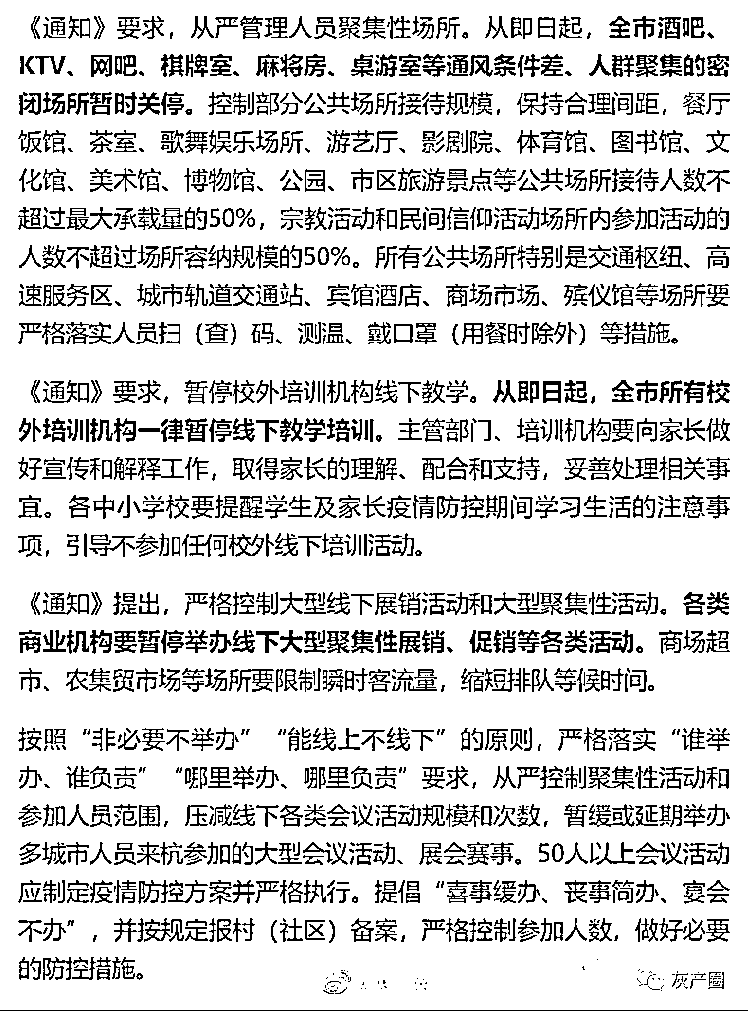 《通知》要求，从严管理人员聚集性场所。从即日起，全市酒吧、
KTV、网吧、棋牌室、麻将房、桌游室等通风条件差、人群聚集的密
闭场所暂时关停。控制部分公共场所接待规模，保持合理间距，餐厅
饭馆、茶室、歌舞娱乐场所、游艺厅、影剧院、体育馆、图书馆、文
化馆、美术馆、博物馆、公园、市区旅游景点等公共场所接待人数不
超过最大承载量的50%，宗教活动和民间信仰活动场所内参加活动的
人数不超过场所容纳规模的50%。所有公共场所特别是交通枢纽、高
速服务区、城市轨道交通站、宾馆酒店、商场市场、殡仪馆等场所要
严格落实人员扫（查）码、测温、戴口罩（用餐时除外）等措施。
《通知》要求，暂停校外培训机构线下教学。从即日起，全市所有校
外培训机构一律暂停线下教学培训。主管部门、培训机构要向家长做
好宣传和解释工作，取得家长的理解、配合和支持，妥善处理相关事
宜。各中小学校要提醒学生及家长疫情防控期间学习生活的注意事
项，引导不参加任何校外线下培训活动。
《通知》提出，严格控制大型线下展销活动和大型聚集性活动。各类
商业机构要暂停举办线下大型聚集性展销、促销等各类活动。商场超
市、农集贸市场等场所要限制瞬时客流量，缩短排队等候时间。
按照“非必要不举办”“能线上不线下”的原则，严格落实“谁举
办、谁负责”“哪里举办、哪里负责”要求，从严控制聚集性活动和
参加人员范围，压减线下各类会议活动规模和次数，暂缓或延期举办
多城市人员来杭参加的大型会议活动、展会赛事。50人以上会议活动
应制定疫情防控方案并严格执行。提倡“喜事缓办、丧事简办、宴会
不办”，并按规定报村（社区）备案，严格控制参加人数，做好必要
的防控措施。
灰产圈